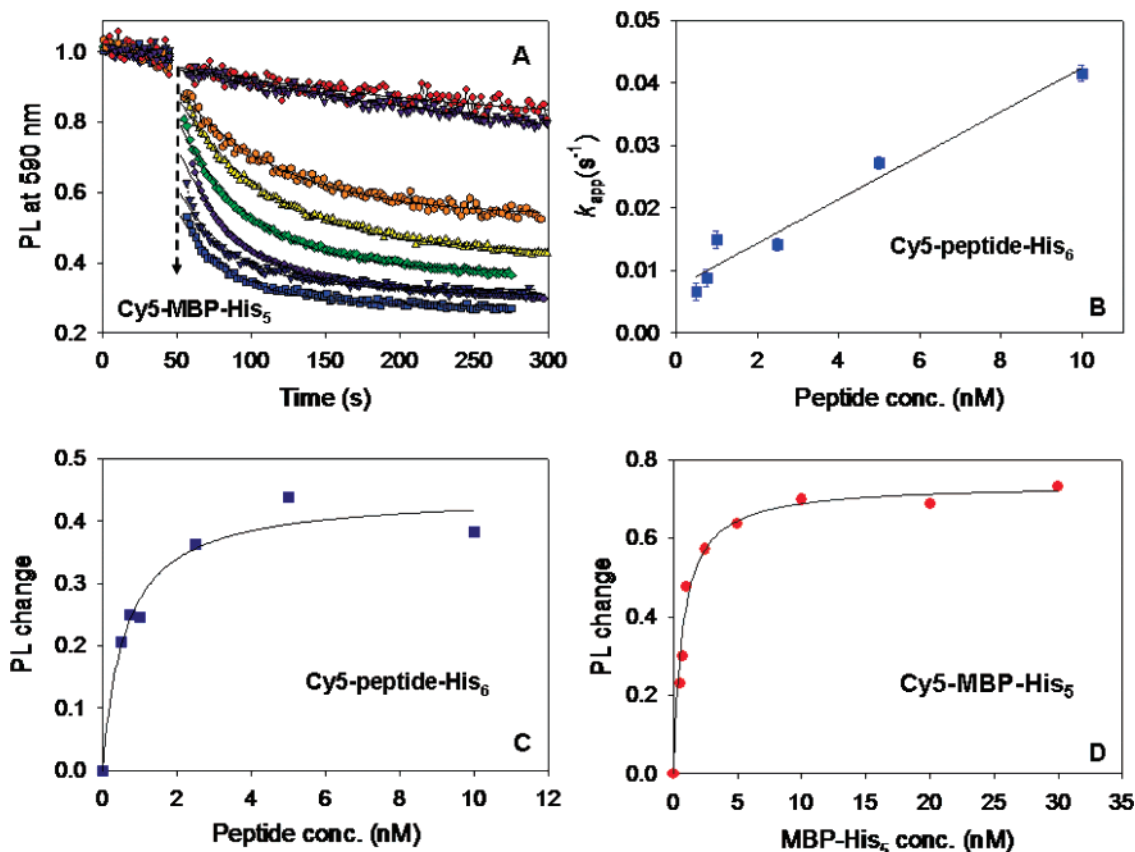 A
PL at 590 nm
1.0
0.8
0.6
0.4
0.2
Cy5-MBP-His5
0 50 100 150 200 250 300
Time (s)
B
kapp(s-1)
0.05
0.04
0.03
0.02
0.01
0.00
Cy5-peptide-His6
0 2 4 6 8 10
Peptide conc. (nM)
C
PL change
0.5
0.4
0.3
0.2
0.1
0.0
Cy5-peptide-His6
0 2 4 6 8 10 12
Peptide conc. (nM)
D
PL change
0.8
0.6
0.4
0.2
0.0
Cy5-MBP-His5
0 5 10 15 20 25 30 35
MBP-His5 conc. (nM)